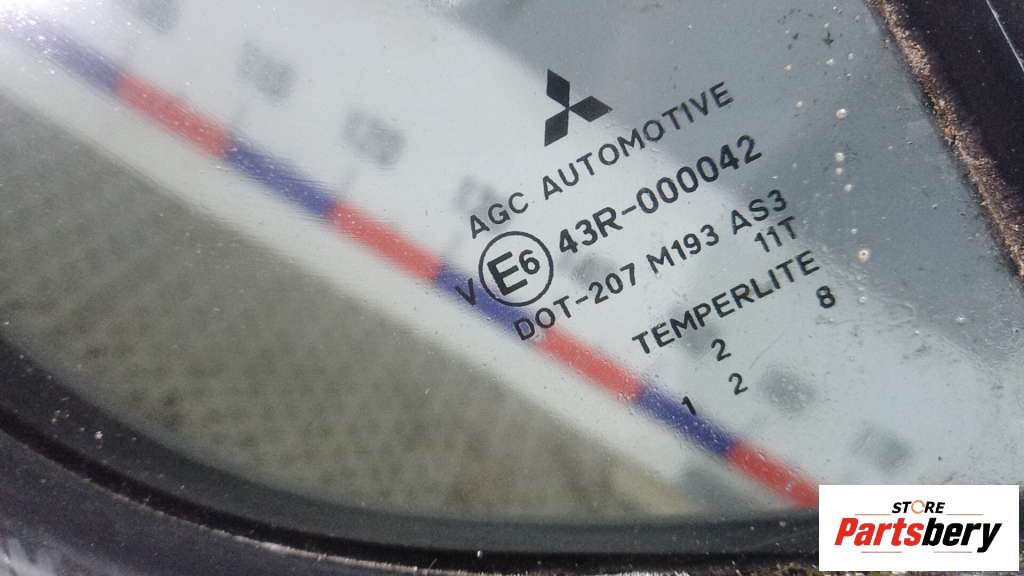 AGC AUTOMOTIVE
V E6 43R-000042
DOT-207 M193 AS3
11T
TEMPERLITE
2 8
1 2
STORE
Partsbery